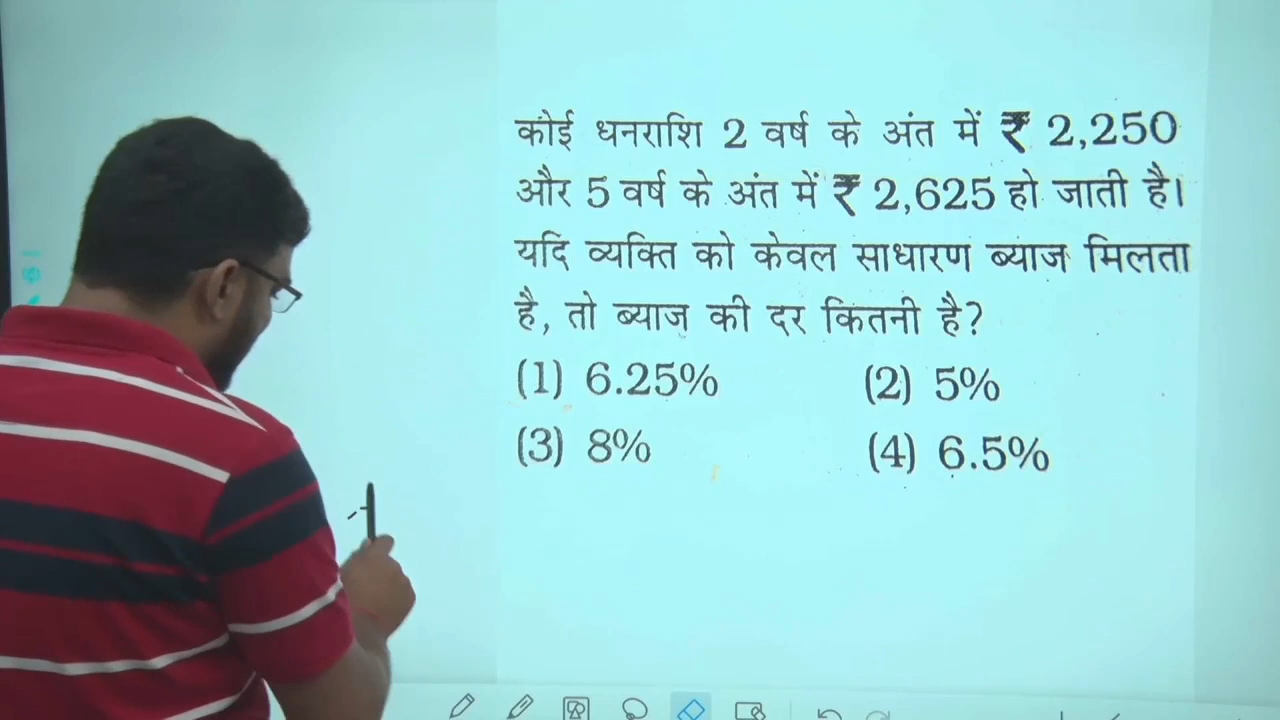 कोई धनराशि 2 वर्ष के अंत में ₹ 2,250
और 5 वर्ष के अंत में ₹ 2,625 हो जाती है।
यदि व्यक्ति को केवल साधारण ब्याज मिलता
है, तो ब्याज की दर कितनी है?
(1) 6.25% (2) 5%
(3) 8% (4) 6.5%